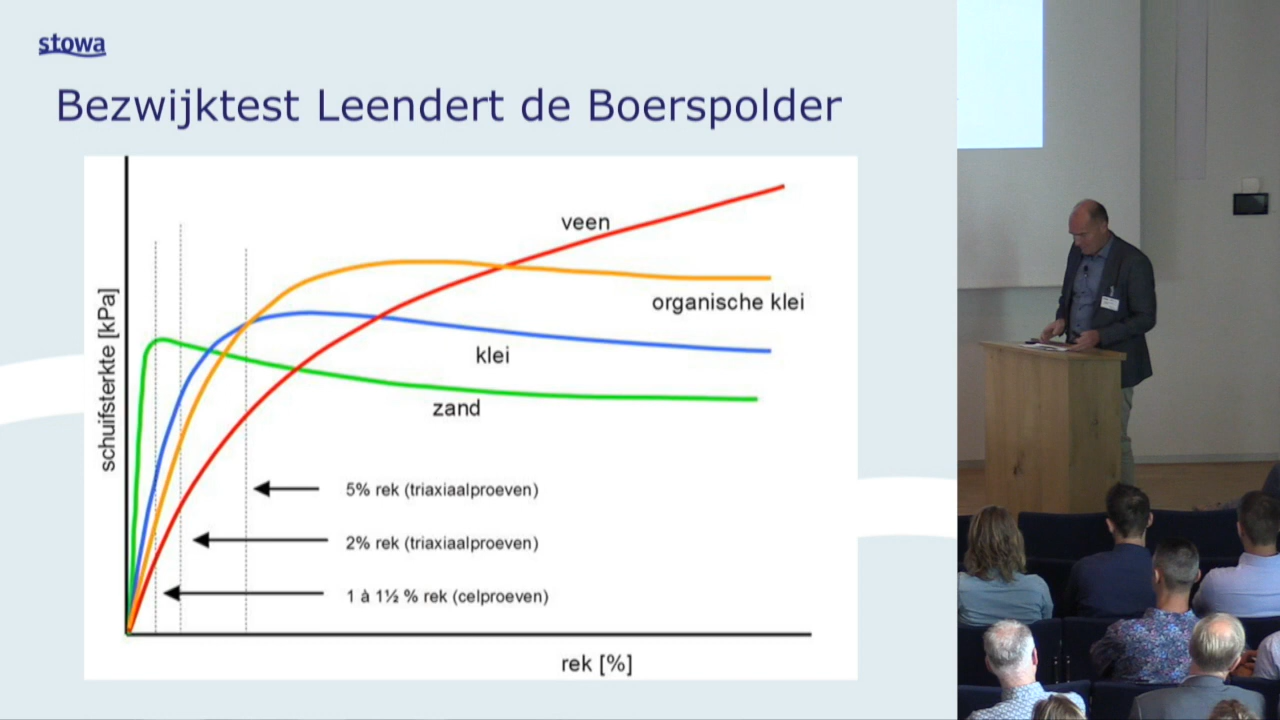 stowa
Bezwijktest Leendert de Boerspolder
veen
organische klei
klei
zand
schuifsterkte [kPa]
5% rek (triaxiaalproeven)
2% rek (triaxiaalproeven)
1 à 1½ % rek (celproeven)
rek [%]